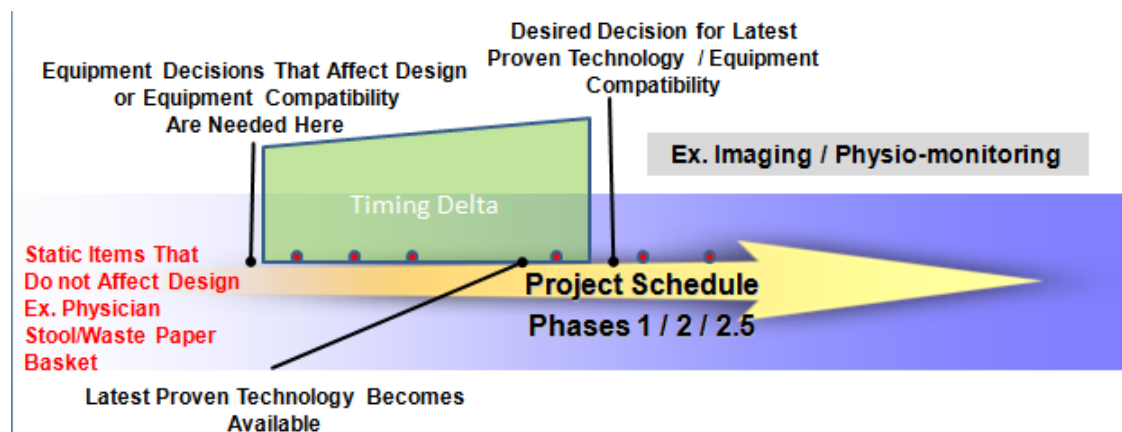 Desired Decision for Latest
Proven Technology / Equipment
Compatibility
Equipment Decisions That Affect Design
or Equipment Compatibility
Are Needed Here
Ex. Imaging / Physio-monitoring
Timing Delta
Static Items That
Do not Affect Design
Ex. Physician
Stool/Waste Paper
Basket
Project Schedule
Phases 1 / 2 / 2.5
Latest Proven Technology Becomes
Available